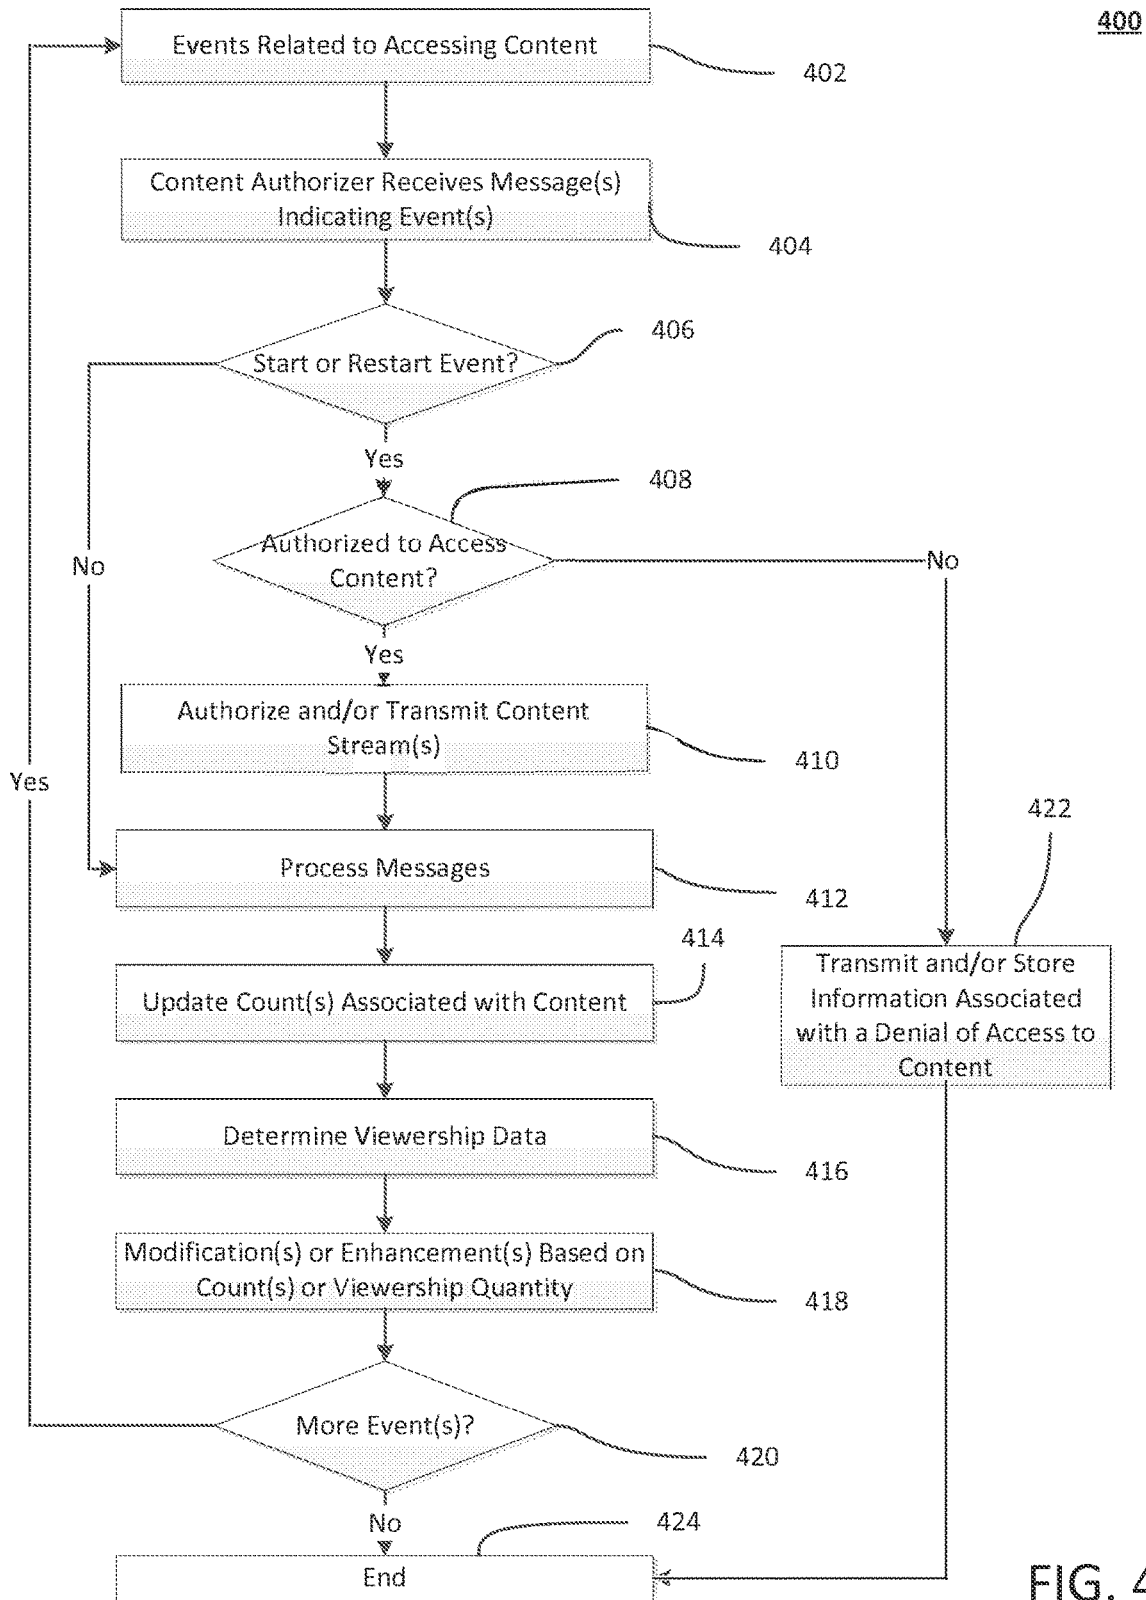 400
Events Related to Accessing Content
402
Content Authorizer Receives Message(s)
Indicating Event(s)
404
Start or Restart Event?
406
Yes
No
Authorized to Access
Content?
408
No
Yes
Authorize and/or Transmit Content
Stream(s)
410
Yes
Process Messages
412
Update Count(s) Associated with Content
414
422
Transmit and/or Store
Information Associated
with a Denial of Access to
Content
Determine Viewership Data
416
Modification(s) or Enhancement(s) Based on
Count(s) or Viewership Quantity
418
More Event(s)?
420
No
424
End
FIG. 4